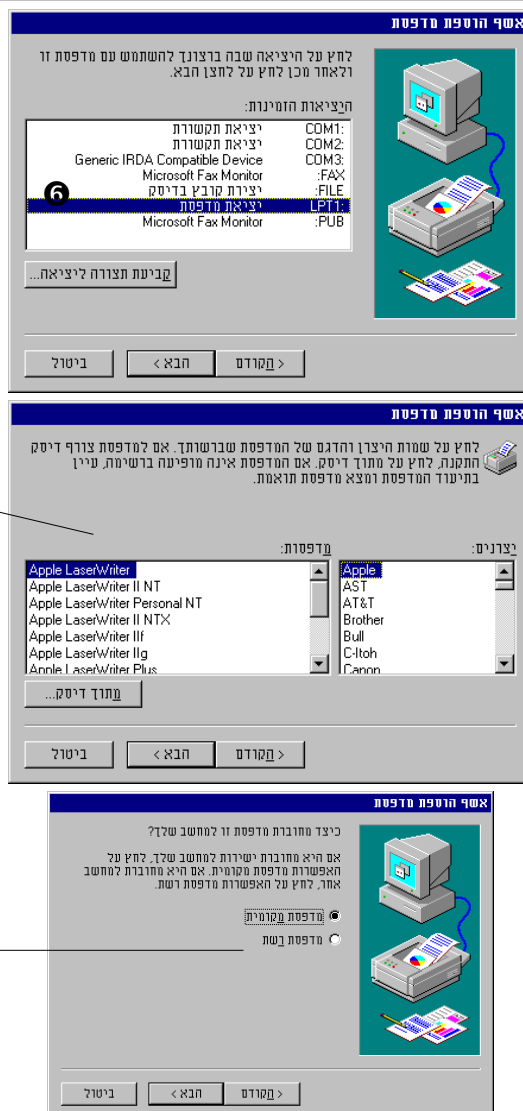 אשף הוספת מדפסת
לחץ על היציאה שבה ברצונך להשתמש עם מדפסת זו
ולאחר מכן לחץ על לחצן הבא.
היציאות הזמינות:
COM1: יציאת תקשורת
COM2: יציאת תקשורת
COM3: Generic IRDA Compatible Device
:FAX Microsoft Fax Monitor
:FILE יצירת קובץ בדיסק
❻
LPT1: יציאת מדפסת
:PUB Microsoft Fax Monitor
קביעת תצורה ליציאה...
< הקודם הבא > ביטול
אשף הוספת מדפסת
לחץ על שמות היצרן והדגם של המדפסת שברשותך. אם למדפסת צורף דיסק
התקנה, לחץ על מתוך דיסק. אם המדפסת אינה מופיעה ברשימה, עיין
בתיעוד המדפסת ומצא מדפסת תואמת.
יצרנים:
Apple
AST
AT&T
Brother
Bull
C-Itoh
Canon
מדפסות:
Apple LaserWriter
Apple LaserWriter II NT
Apple LaserWriter Personal NT
Apple LaserWriter II NTX
Apple LaserWriter IIf
Apple LaserWriter IIg
Apple LaserWriter Plus
מתוך דיסק...
< הקודם הבא > ביטול
אשף הוספת מדפסת
כיצד מחוברת מדפסת זו למחשב שלך?
אם היא מחוברת ישירות למחשב שלך, לחץ על
האפשרות מדפסת מקומית. אם היא מחוברת למחשב
אחר, לחץ על האפשרות מדפסת רשת.
מדפסת מקומית
מדפסת רשת
< הקודם הבא > ביטול